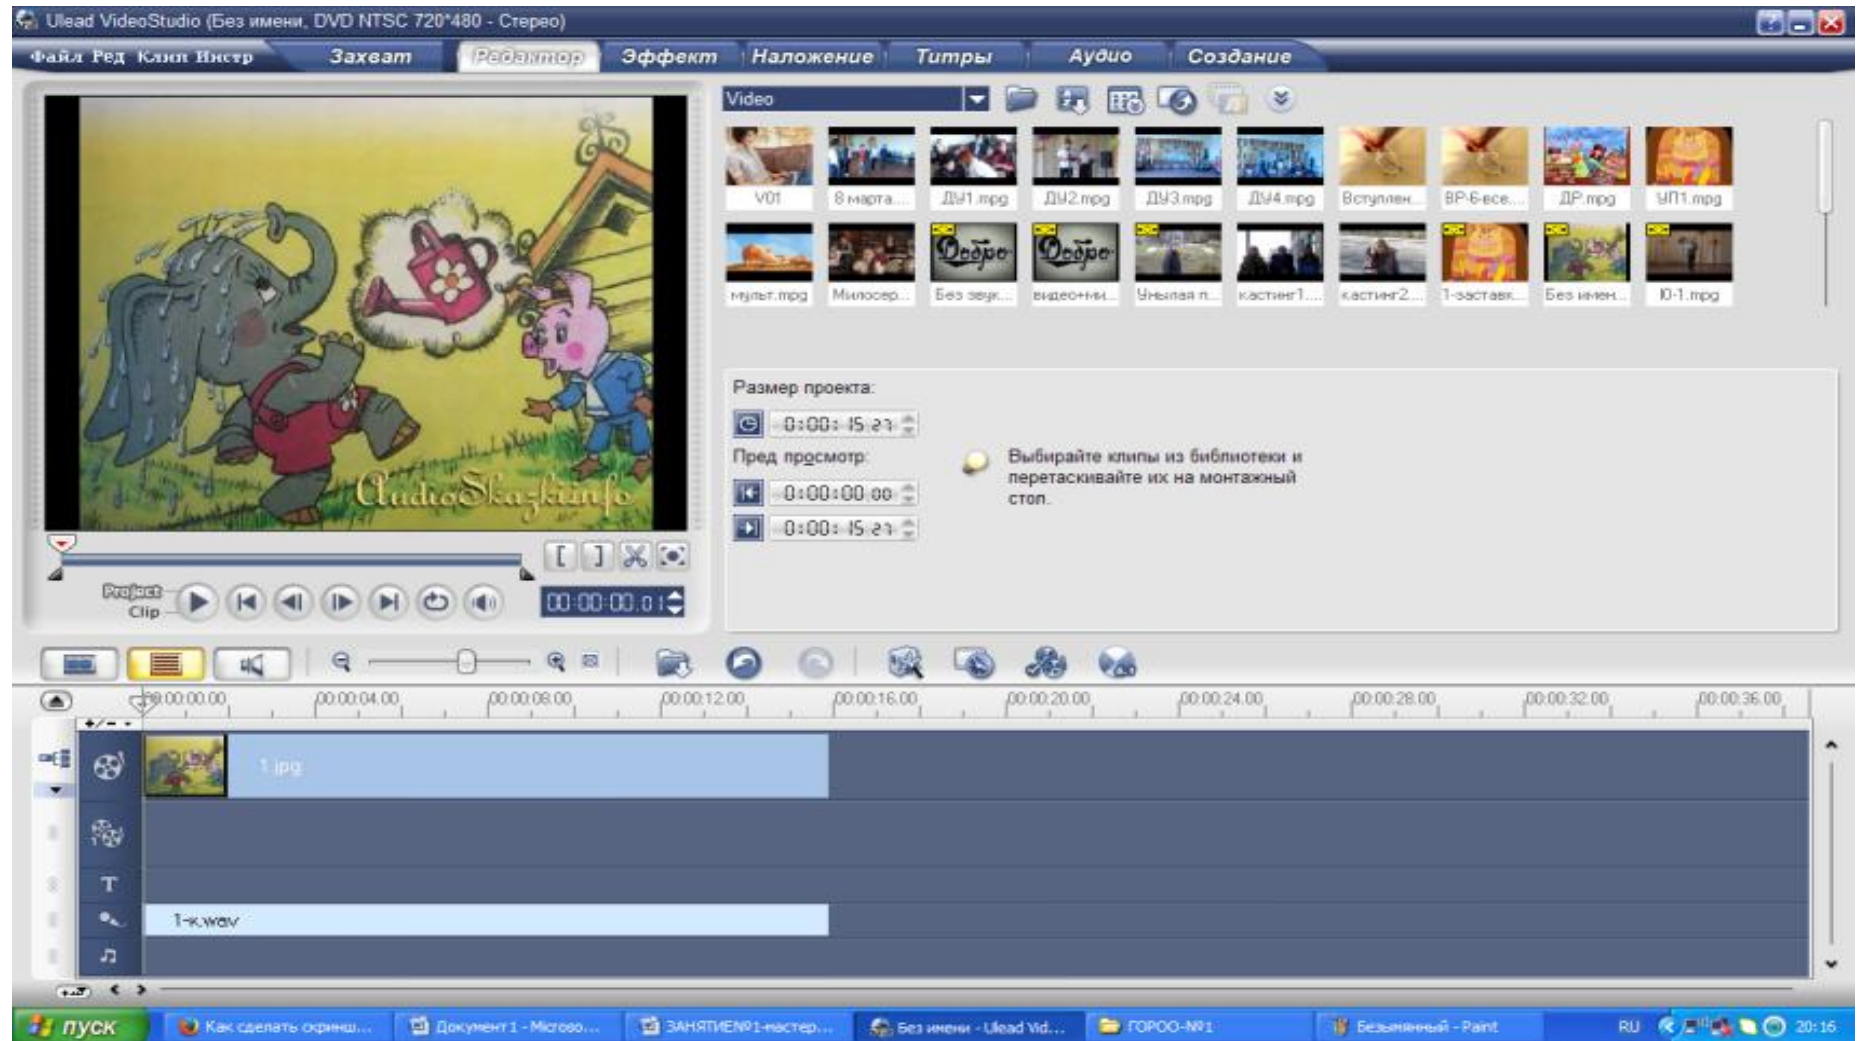 Ulead VideoStudio (Без имени, DVD NTSC 720*480 - Стерео)
Файл Ред Клип Инстр
Захват Редактор Эффект Наложение Титры Аудио Создание
Video
V01 8 марта.... ДУ1.mpg ДУ2.mpg ДУ3.mpg ДУ4.mpg Вступлен... ВР-6-все.... ДР.mpg УП1.mpg
Добро- Добро-
мульт.mpg Милосер... Без звук... видео+ми... Унылая п... кастинг1.... кастинг2.... 1-заставк... Без имен... Ю-1.mpg
AudioSkazki.info
Размер проекта:
0:00:15.27
Пред просмотр:
0:00:00.00
0:00:15.27
Выбирайте клипы из библиотеки и
перетаскивайте их на монтажный
стол.
Project
Clip
00:00:00.01
00:00:00.00 00:00:04.00 00:00:08.00 00:00:12.00 00:00:16.00 00:00:20.00 00:00:24.00 00:00:28.00 00:00:32.00 00:00:36.00
1.jpg
T
1-к.wav
пуск
Как сделать скринш...
Документ1 - Microso...
ЗАНЯТИЕ№1-мастер...
Без имени - Ulead Vid...
ГОРОО-№1
Безымянный - Paint
RU
20:16